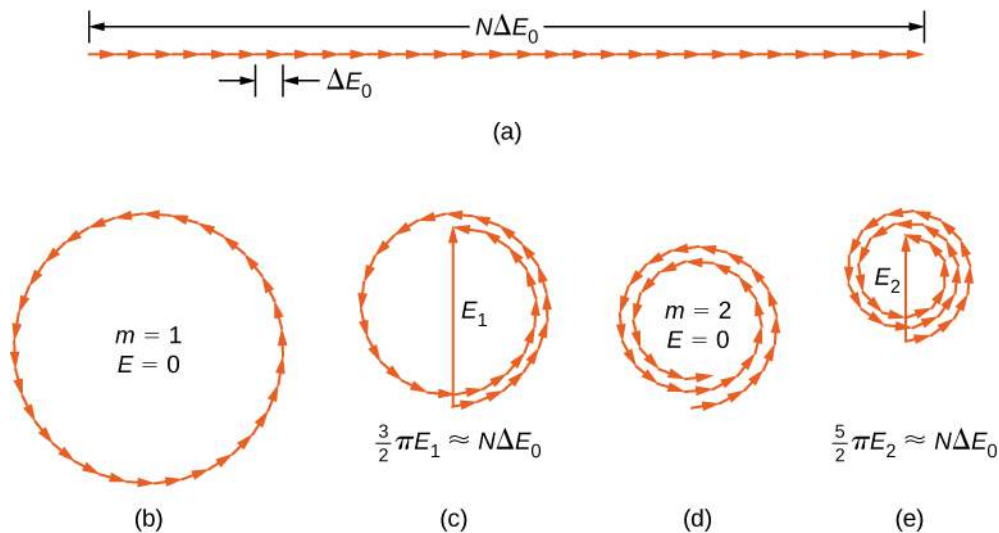 NΔE₀
ΔE₀
(a)
m = 1
E = 0
E₁
m = 2
E = 0
E₂
3/2 πE₁ ≈ NΔE₀
5/2 πE₂ ≈ NΔE₀
(b)
(c)
(d)
(e)